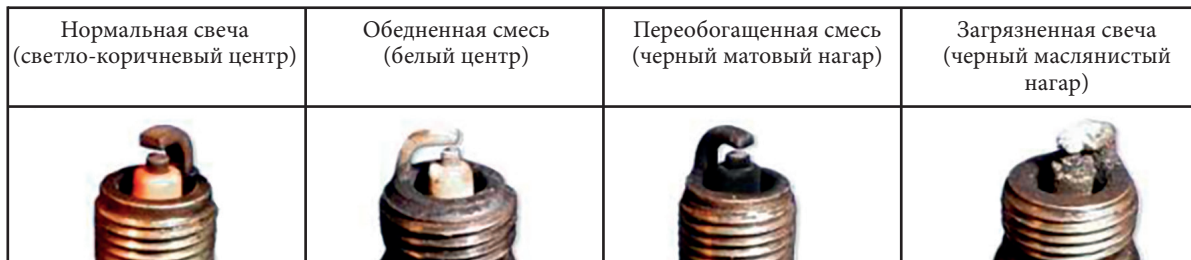 Нормальная свеча
(светло-коричневый центр)
Обедненная смесь
(белый центр)
Переобогащенная смесь
(черный матовый нагар)
Загрязненная свеча
(черный маслянистый
нагар)